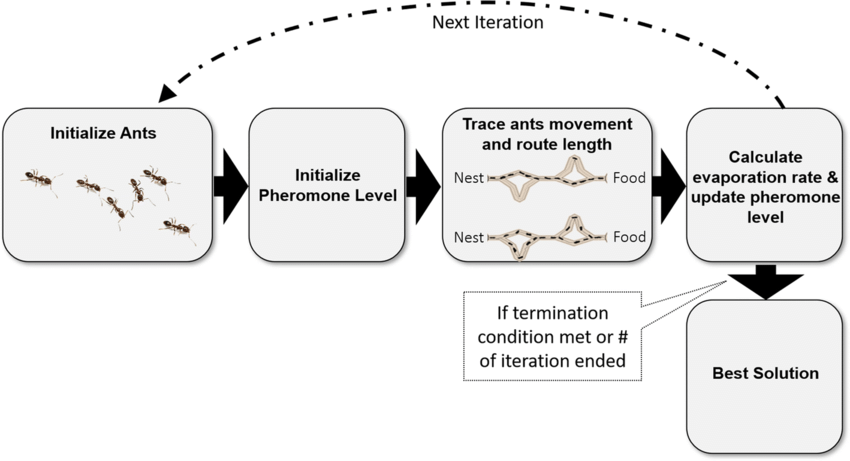 Next Iteration
Initialize Ants
Initialize
Pheromone Level
Trace ants movement
and route length
Nest
Food
Nest
Food
Calculate
evaporation rate &
update pheromone
level
If termination
condition met or #
of iteration ended
Best Solution